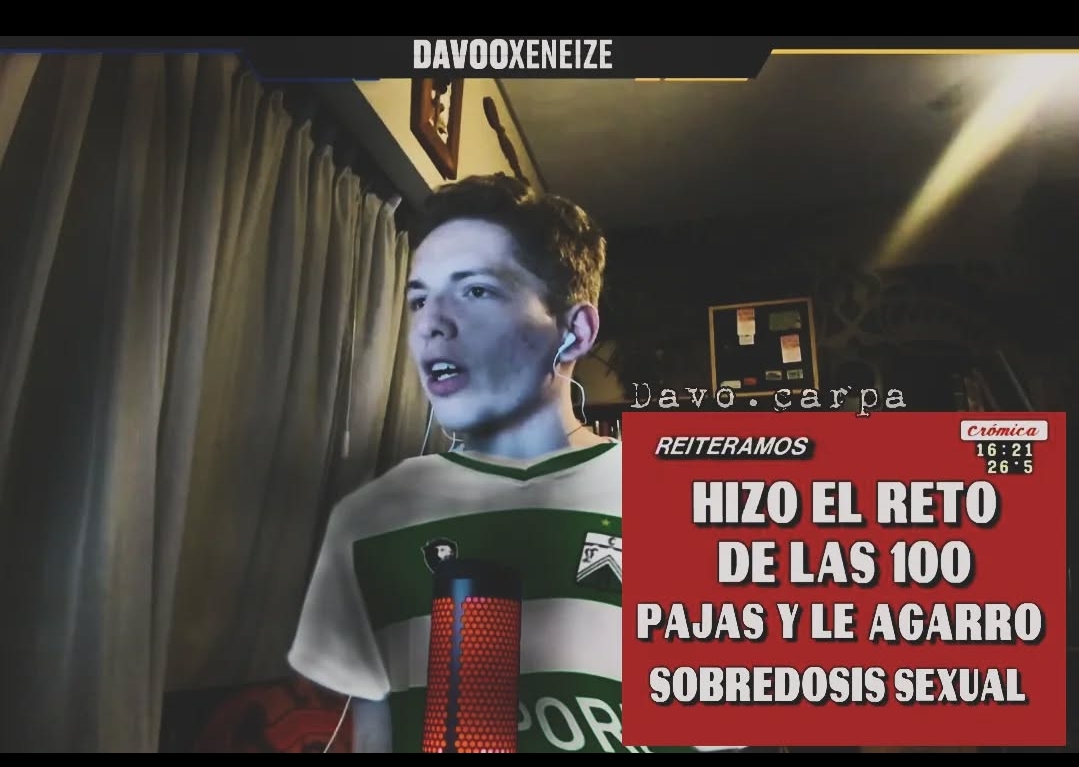 DAVOOXENEIZE
Davo.carpa
REITERAMOS
Crómica
16:21
26°5
HIZO EL RETO
DE LAS 100
PAJAS Y LE AGARRO
SOBREDOSIS SEXUAL